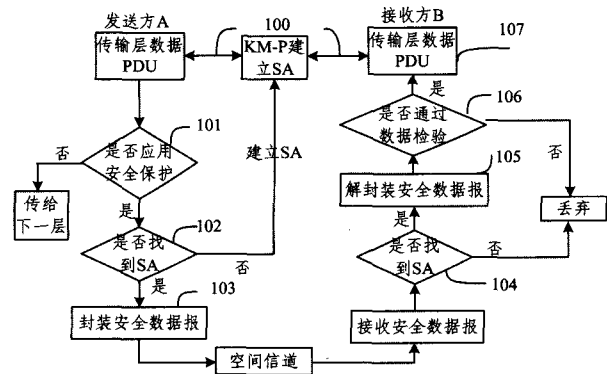 发送方A
100
接收方B
传输层数据
PDU
KM-P建
立SA
传输层数据
PDU
107
是
106
101
是否应用
安全保护
否
建立SA
是否通过
数据检验
否
105
传给
下一层
是
解封装安全数据报
丢弃
102
是否找
到SA
否
是
是否找
到SA
否
104
是
103
封装安全数据报
接收安全数据报
空间信道